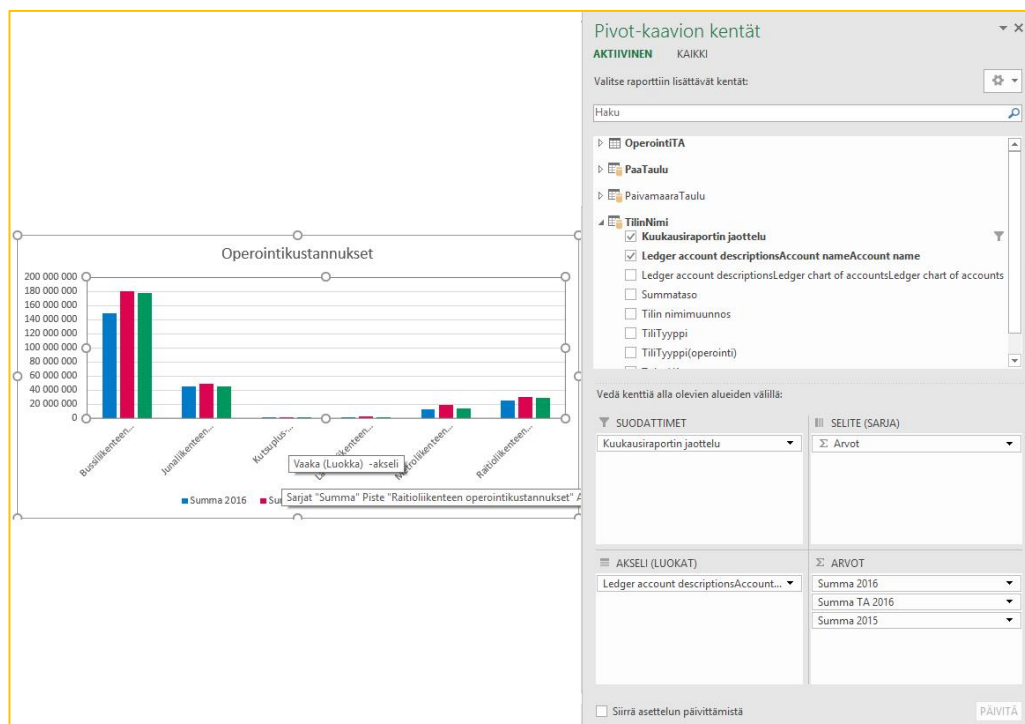 Pivot-kaavion kentät
AKTIIVINEN KAIKKI
Valitse raporttiin lisättävät kentät:
Haku
OperointiTA
PaaTaulu
PaivamaaraTaulu
TilinNimi
Kuukausiraportin jaottelu
Ledger account descriptionsAccount nameAccount name
Ledger account descriptionsLedger chart of accountsLedger chart of accounts
Summataso
Tilin nimimuunnos
TiliTyyppi
TiliTyyppi(operointi)
Vedä kenttiä alla olevien alueiden välillä:
SUODATTIMET
Kuukausiraportin jaottelu
SELITE (SARJA)
Σ Arvot
AKSELI (LUOKAT)
Ledger account descriptionsAccount...
Σ ARVOT
Summa 2016
Summa TA 2016
Summa 2015
Siirrä asettelun päivittämistä
PÄIVITÄ
Operointikustannukset
200 000 000
180 000 000
160 000 000
140 000 000
120 000 000
100 000 000
80 000 000
60 000 000
40 000 000
20 000 000
0
Bussiliikenteen...
Junaliikenteen...
Kutsuplus-...
Metroliikenteen...
Raitioliikenteen...
Vaaka (Luokka) -akseli
Summa 2016
Sarjat "Summa" Piste "Raitioliikenteen operointikustannukset" A